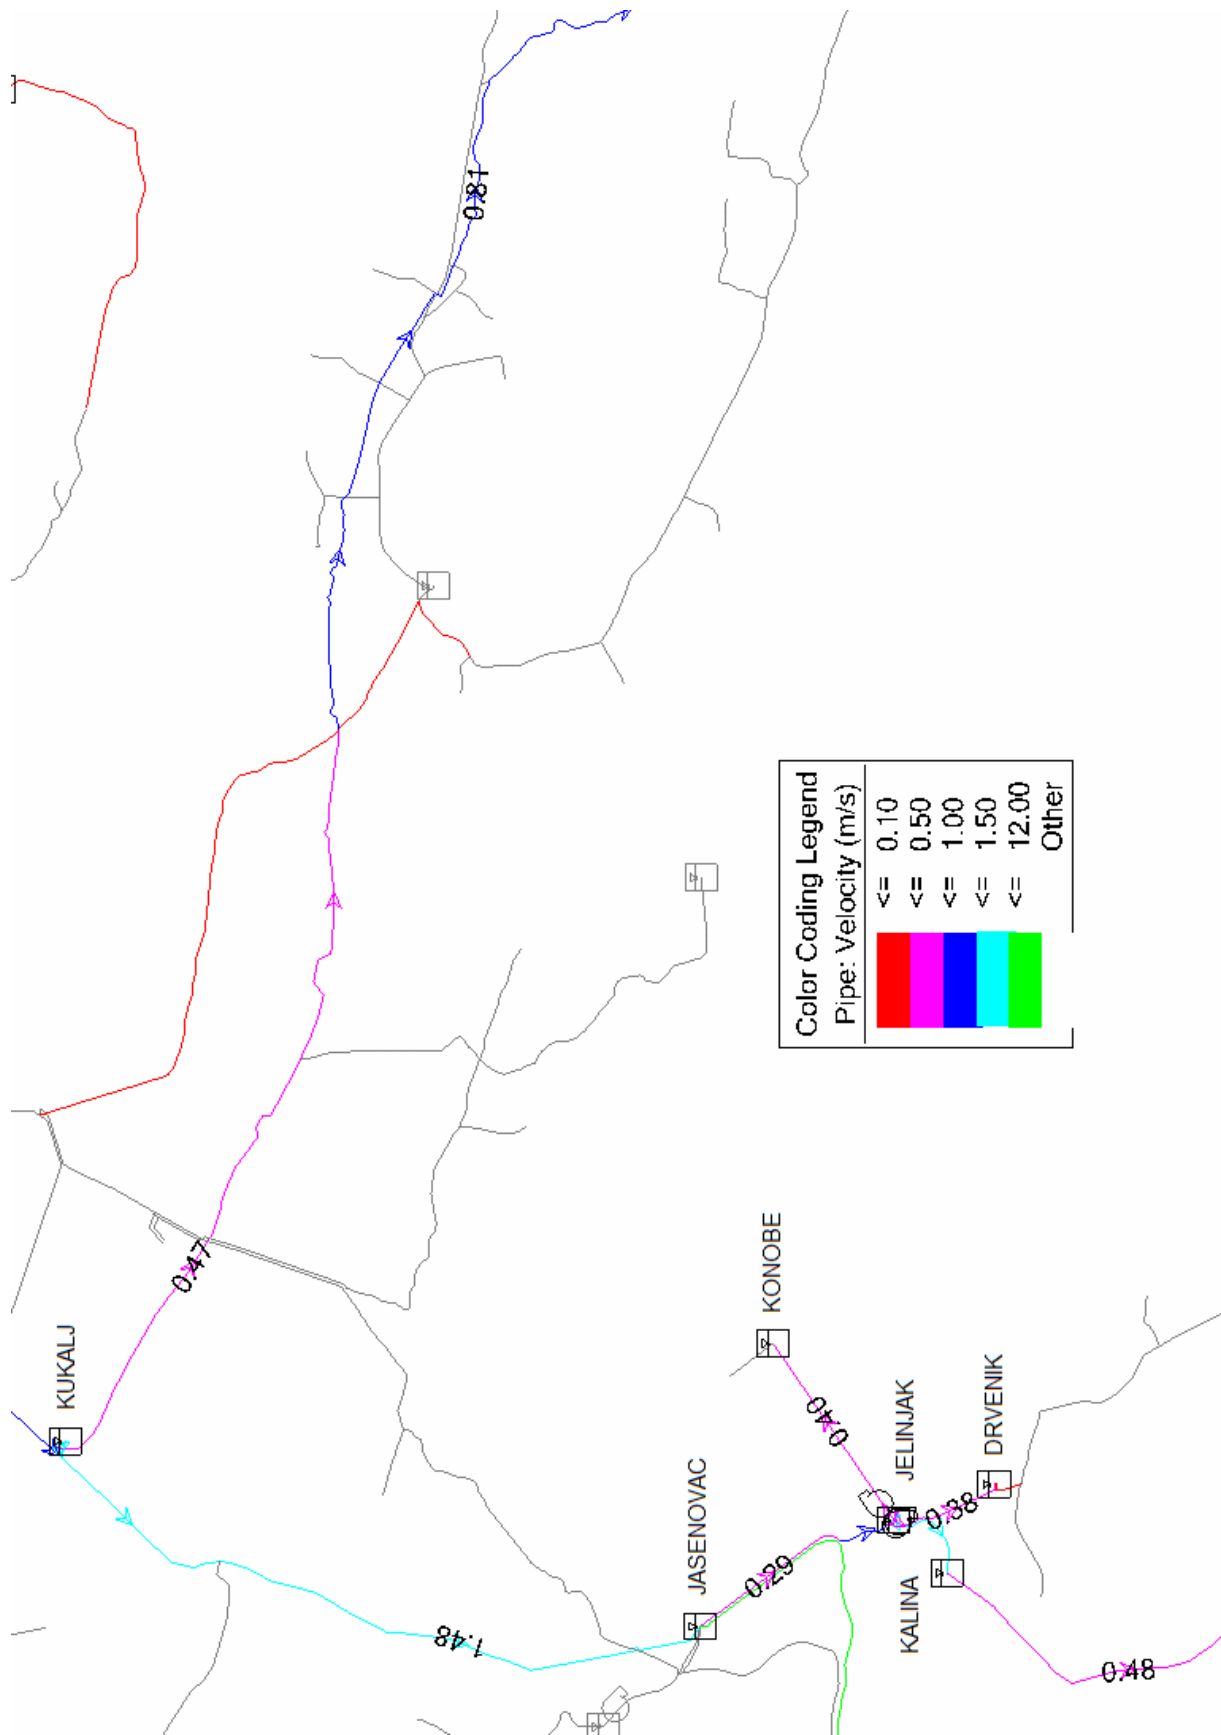 0.81
0.47
KUKALJ
Color Coding Legend
Pipe: Velocity (m/s)
<= 0.10
<= 0.50
<= 1.00
<= 1.50
<= 12.00
Other
KONOBE
0.40
JELINJAK
DRVENIK
0.38
JASENOVAC
0.29
KALINA
1.48
0.48